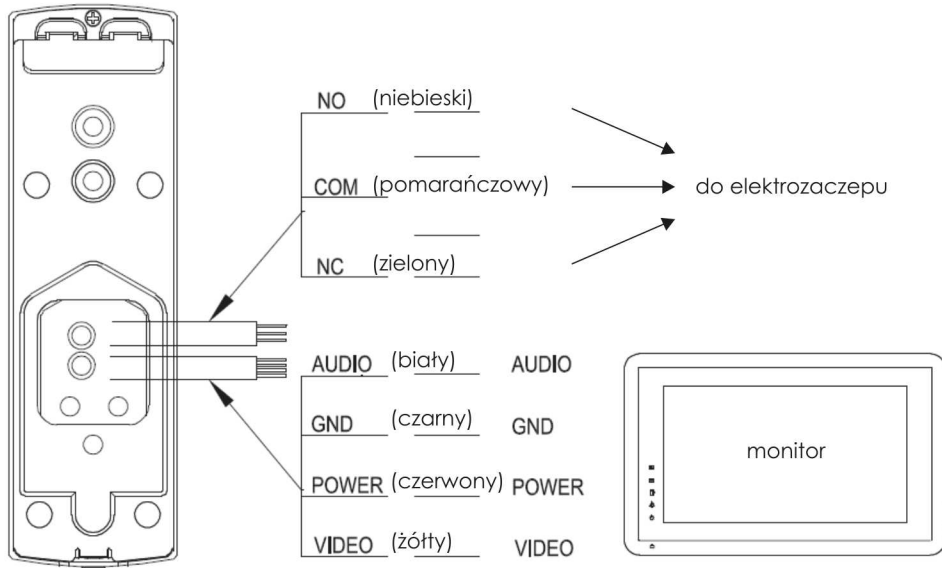 NO (niebieski)
COM (pomarańczowy)
do elektrozaczepu
NC (zielony)
AUDIO (biały) AUDIO
GND (czarny) GND
POWER (czerwony) POWER
VIDEO (żółty) VIDEO
monitor